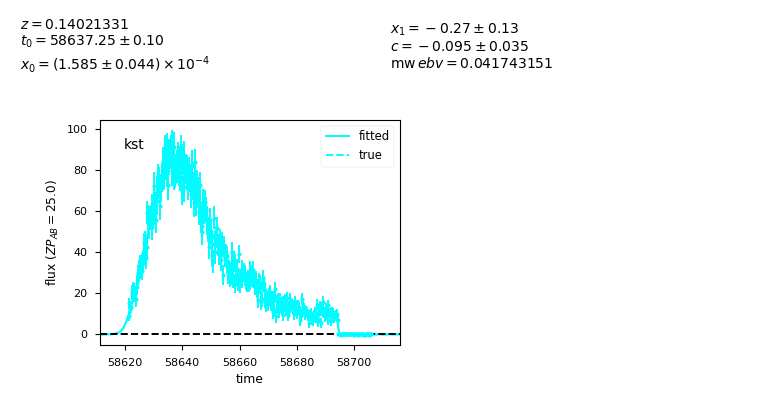 z = 0.14021331
t₀ = 58637.25 ± 0.10
x₀ = (1.585 ± 0.044) × 10⁻⁴
x₁ = −0.27 ± 0.13
c = −0.095 ± 0.035
mw ebv = 0.041743151
100
80
60
40
20
0
flux (ZP_AB = 25.0)
kst
fitted
true
58620 58640 58660 58680 58700
time